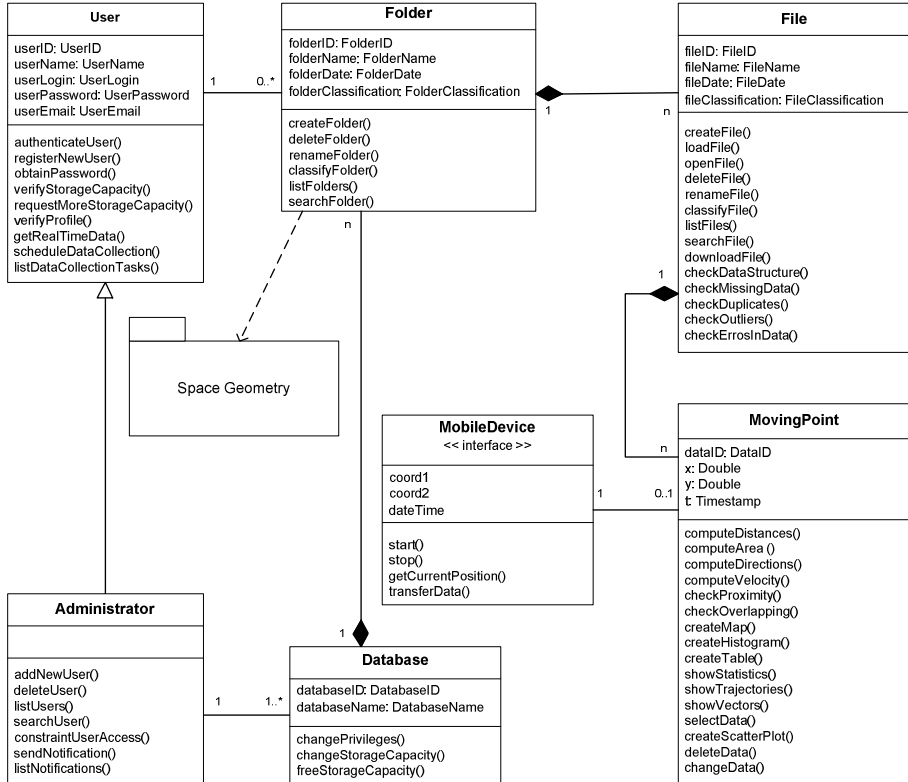 User
userID: UserID
userName: UserName
userLogin: UserLogin
userPassword: UserPassword
userEmail: UserEmail
authenticateUser()
registerNewUser()
obtainPassword()
verifyStorageCapacity()
requestMoreStorageCapacity()
verifyProfile()
getRealTimeData()
scheduleDataCollection()
listDataCollectionTasks()
1
0..*
Folder
folderID: FolderID
folderName: FolderName
folderDate: FolderDate
folderClassification: FolderClassification
createFolder()
deleteFolder()
renameFolder()
classifyFolder()
listFolders()
searchFolder()
1
n
n
File
fileID: FileID
fileName: FileName
fileDate: FileDate
fileClassification: FileClassification
createFile()
loadFile()
openFile()
deleteFile()
renameFile()
classifyFile()
listFiles()
searchFile()
downloadFile()
checkDataStructure()
checkMissingData()
checkDuplicates()
checkOutliers()
checkErrosInData()
1
n
Space Geometry
MobileDevice
<< interface >>
coord1
coord2
dateTime
start()
stop()
getCurrentPosition()
transferData()
1
0..1
MovingPoint
dataID: DataID
x: Double
y: Double
t: Timestamp
computeDistances()
computeArea ()
computeDirections()
computeVelocity()
checkProximity()
checkOverlapping()
createMap()
createHistogram()
createTable()
showStatistics()
showTrajectories()
showVectors()
selectData()
createScatterPlot()
deleteData()
changeData()
Administrator
addNewUser()
deleteUser()
listUsers()
searchUser()
constraintUserAccess()
sendNotification()
listNotifications()
1
1..*
1
Database
databaseID: DatabaseID
databaseName: DatabaseName
changePrivileges()
changeStorageCapacity()
freeStorageCapacity()